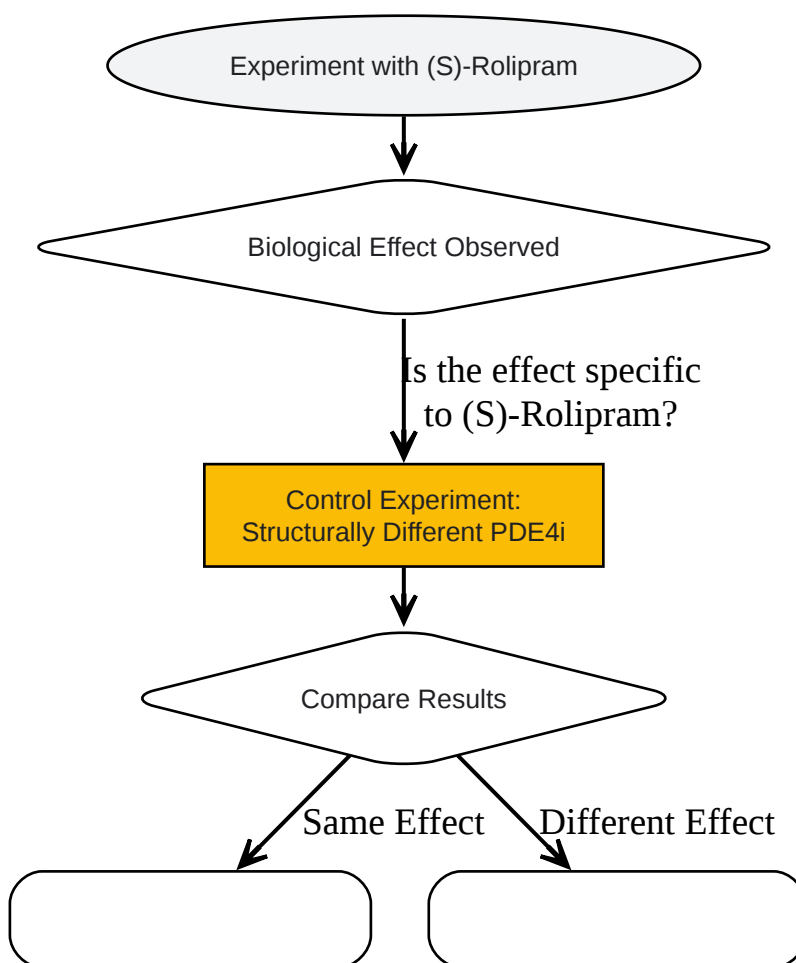 Experiment with (S)-Rolipram
Biological Effect Observed
Is the effect specific
to (S)-Rolipram?
Control Experiment:
Structurally Different PDE4i
Compare Results
Same Effect
Different Effect